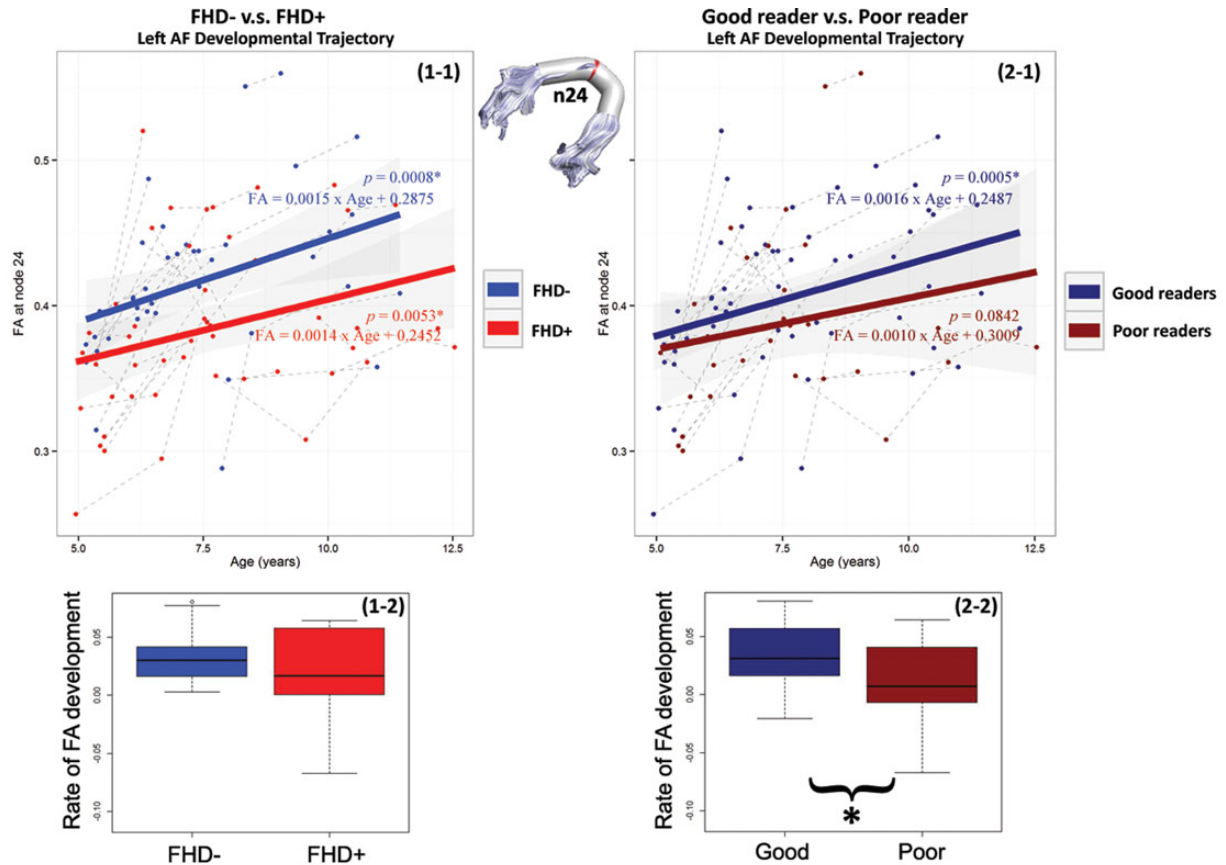 FHD- v.s. FHD+
Left AF Developmental Trajectory
(1-1)
FA at node 24
0.5
0.4
0.3
p = 0.0008*
FA = 0.0015 x Age + 0.2875
p = 0.0053*
FA = 0.0014 x Age + 0.2452
5.0
7.5
10.0
12.5
Age (years)
n24
FHD-
FHD+
Good reader v.s. Poor reader
Left AF Developmental Trajectory
(2-1)
FA at node 24
0.5
0.4
0.3
p = 0.0005*
FA = 0.0016 x Age + 0.2487
p = 0.0842
FA = 0.0010 x Age + 0.3009
5.0
7.5
10.0
12.5
Age (years)
Good readers
Poor readers
(1-2)
Rate of FA development
0.05
0.00
-0.05
-0.10
FHD-
FHD+
(2-2)
Rate of FA development
0.05
0.00
-0.05
-0.10
*
Good
Poor